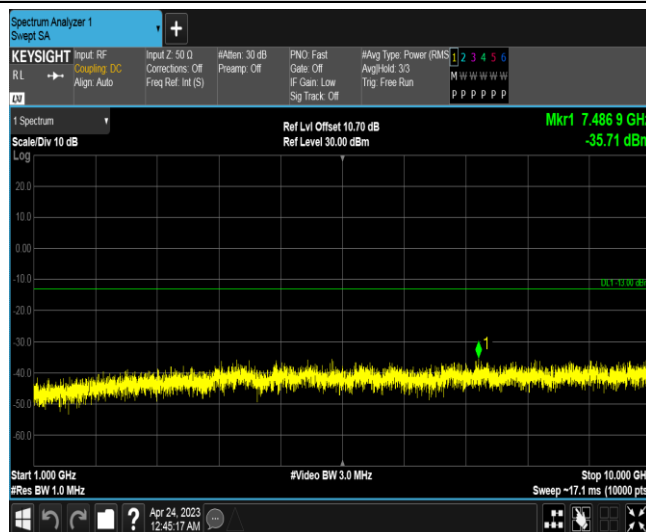 Spectrum Analyzer 1
Swept SA
+
KEYSIGHT
RL
LXI
Input: RF
Coupling: DC
Align: Auto
Input Z: 50 Ω
Corrections: Off
Freq Ref: Int (S)
#Atten: 30 dB
Preamp: Off
PNO: Fast
Gate: Off
IF Gain: Low
Sig Track: Off
#Avg Type: Power (RMS
Avg|Hold: 3/3
Trig: Free Run
1 2 3 4 5 6
M W W W W W
P P P P P P
1 Spectrum
Scale/Div 10 dB
Log
Ref Lvl Offset 10.70 dB
Ref Level 30.00 dBm
Mkr1 7.486 9 GHz
-35.71 dBm
20.0
10.0
0.00
-10.0
DL1 -13.00 dBm
-20.0
-30.0
1
-40.0
-50.0
-60.0
Start 1.000 GHz
#Res BW 1.0 MHz
#Video BW 3.0 MHz
Stop 10.000 GHz
Sweep ~17.1 ms (10000 pts
?
Apr 24, 2023
12:45:17 AM